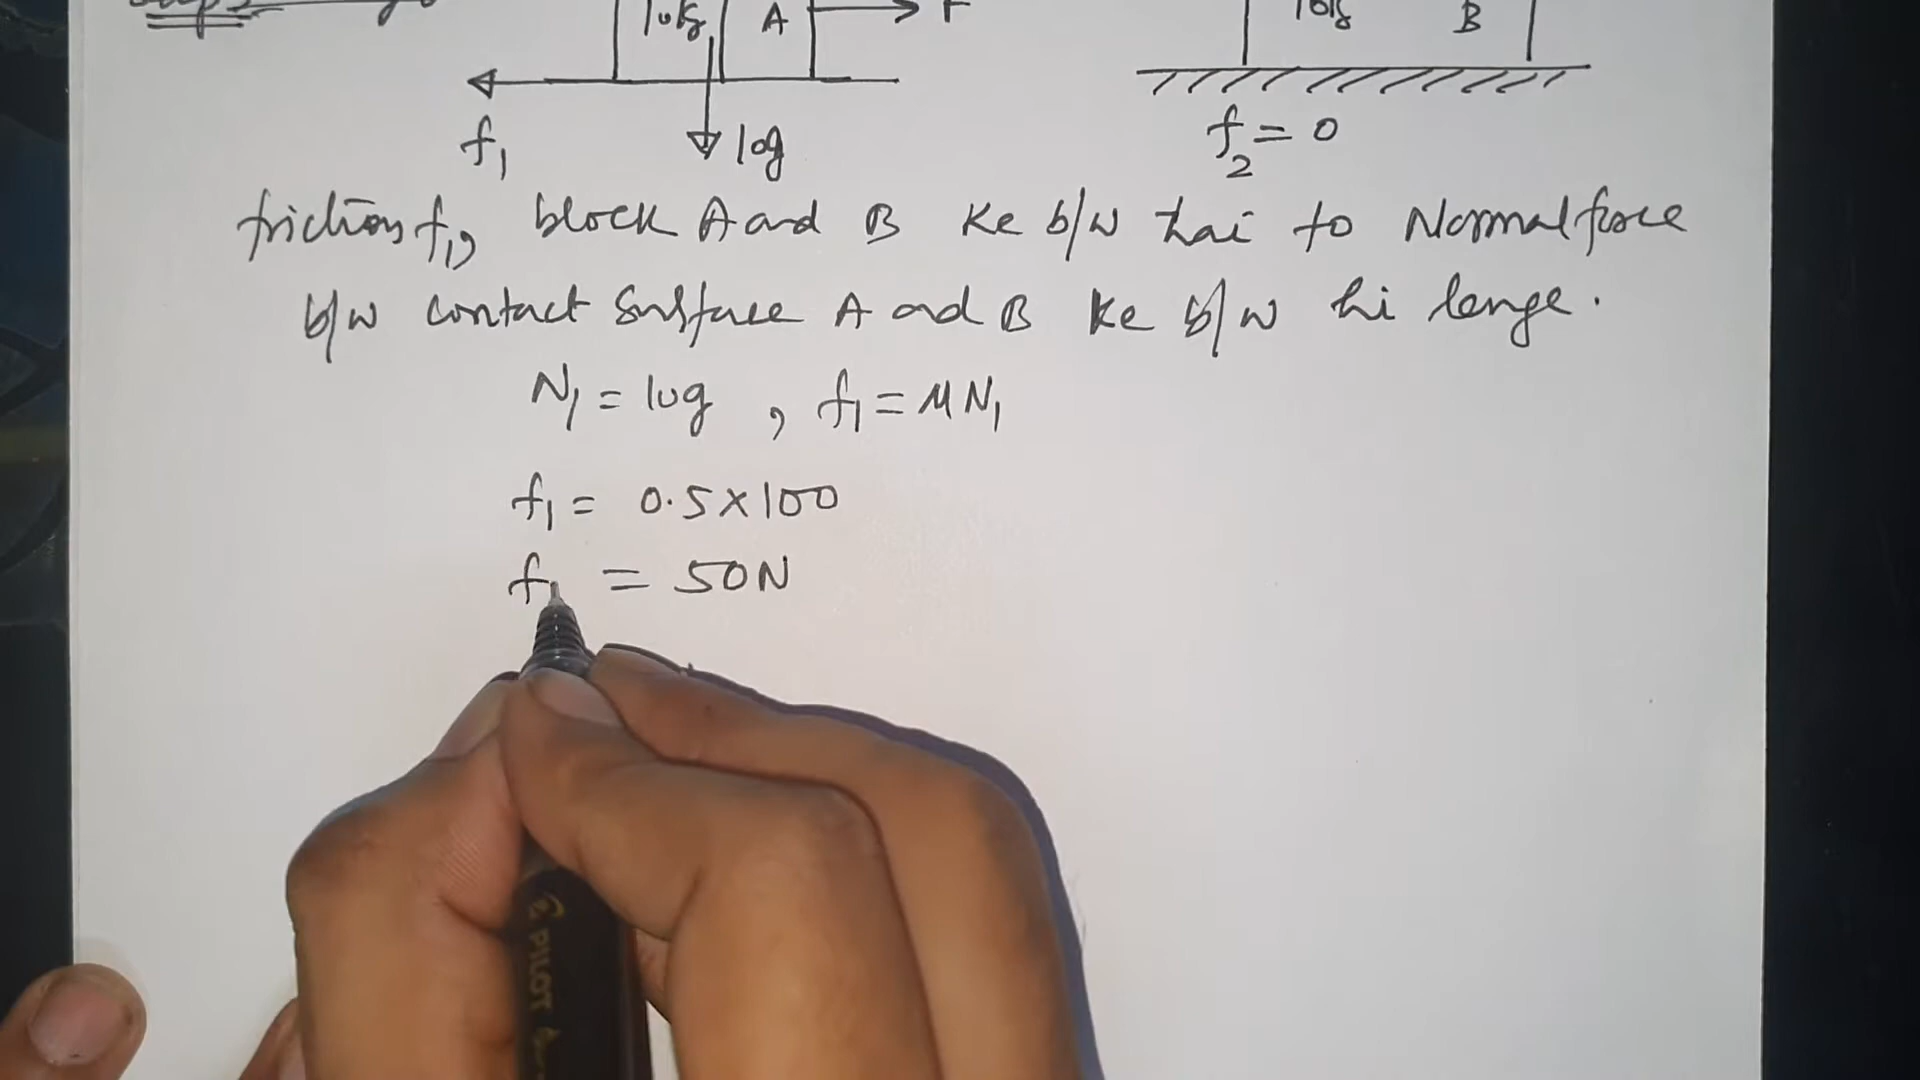 10kg A F
10kg B
f1 10g
f2 = 0
friction f1, block A and B ke b/w hai to Normal force
b/w contact surface A and B ke b/w hi lenge.
N1 = 10g , f1 = μN1
f1 = 0.5×100
f1 = 50N
PILOT